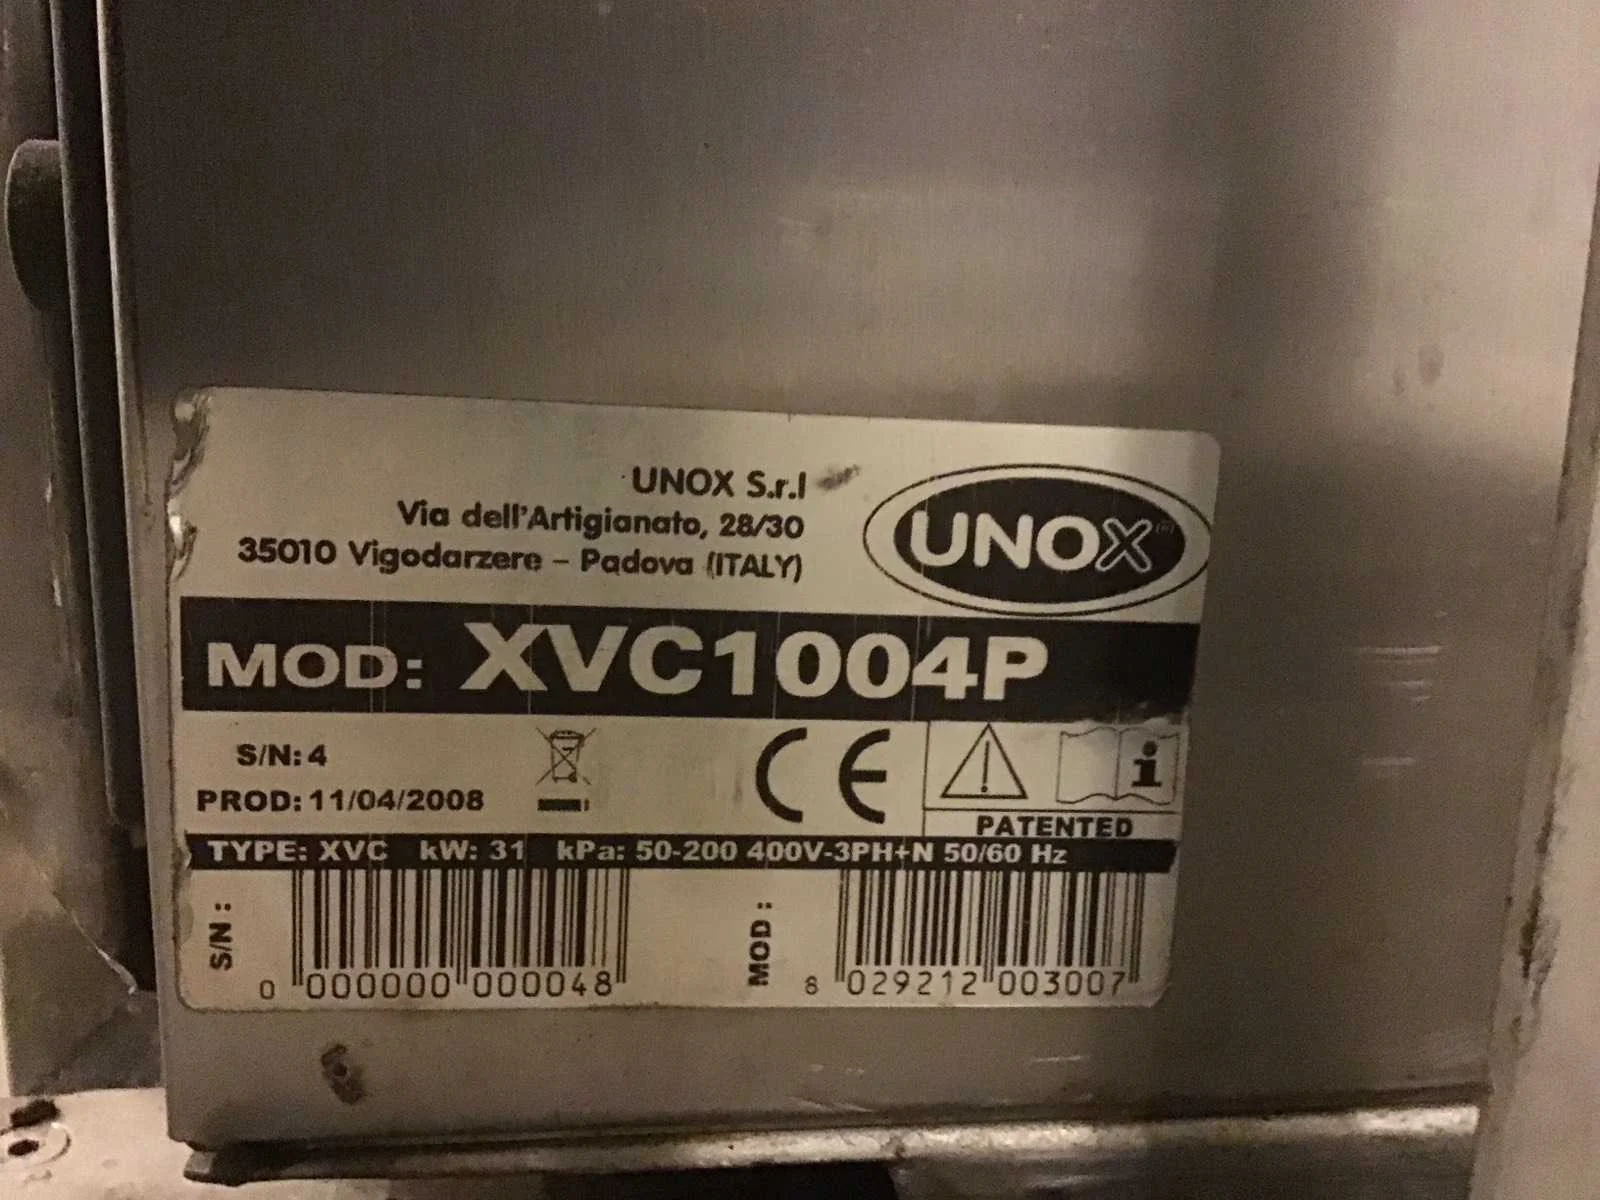 UNOX S.r.l
Via dell'Artigianato, 28/30
35010 Vigodarzere – Padova (ITALY)
UNOX
MOD: XVC1004P
S/N: 4
PROD: 11/04/2008
CE
i
PATENTED
TYPE: XVC kW: 31 kPa: 50-200 400V-3PH+N 50/60 Hz
S/N :
0 000000 000048
MOD :
8 029212 003007